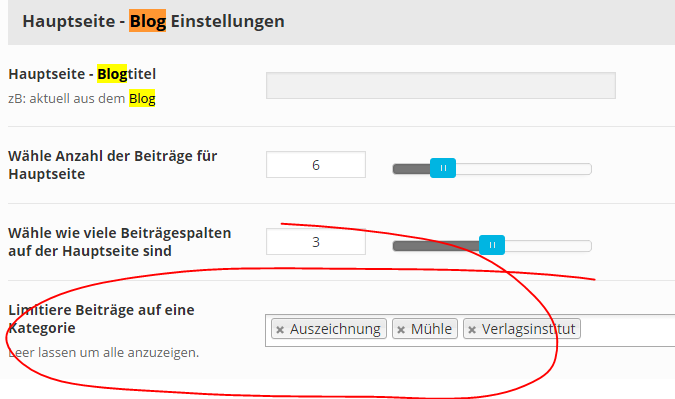 Hauptseite - Blog Einstellungen
Hauptseite - Blogtitel
zB: aktuell aus dem Blog
Wähle Anzahl der Beiträge für
Hauptseite
6
Wähle wie viele Beiträgespalten
auf der Hauptseite sind
3
Limitiere Beiträge auf eine
Kategorie
Leer lassen um alle anzuzeigen.
× Auszeichnung × Mühle × Verlagsinstitut